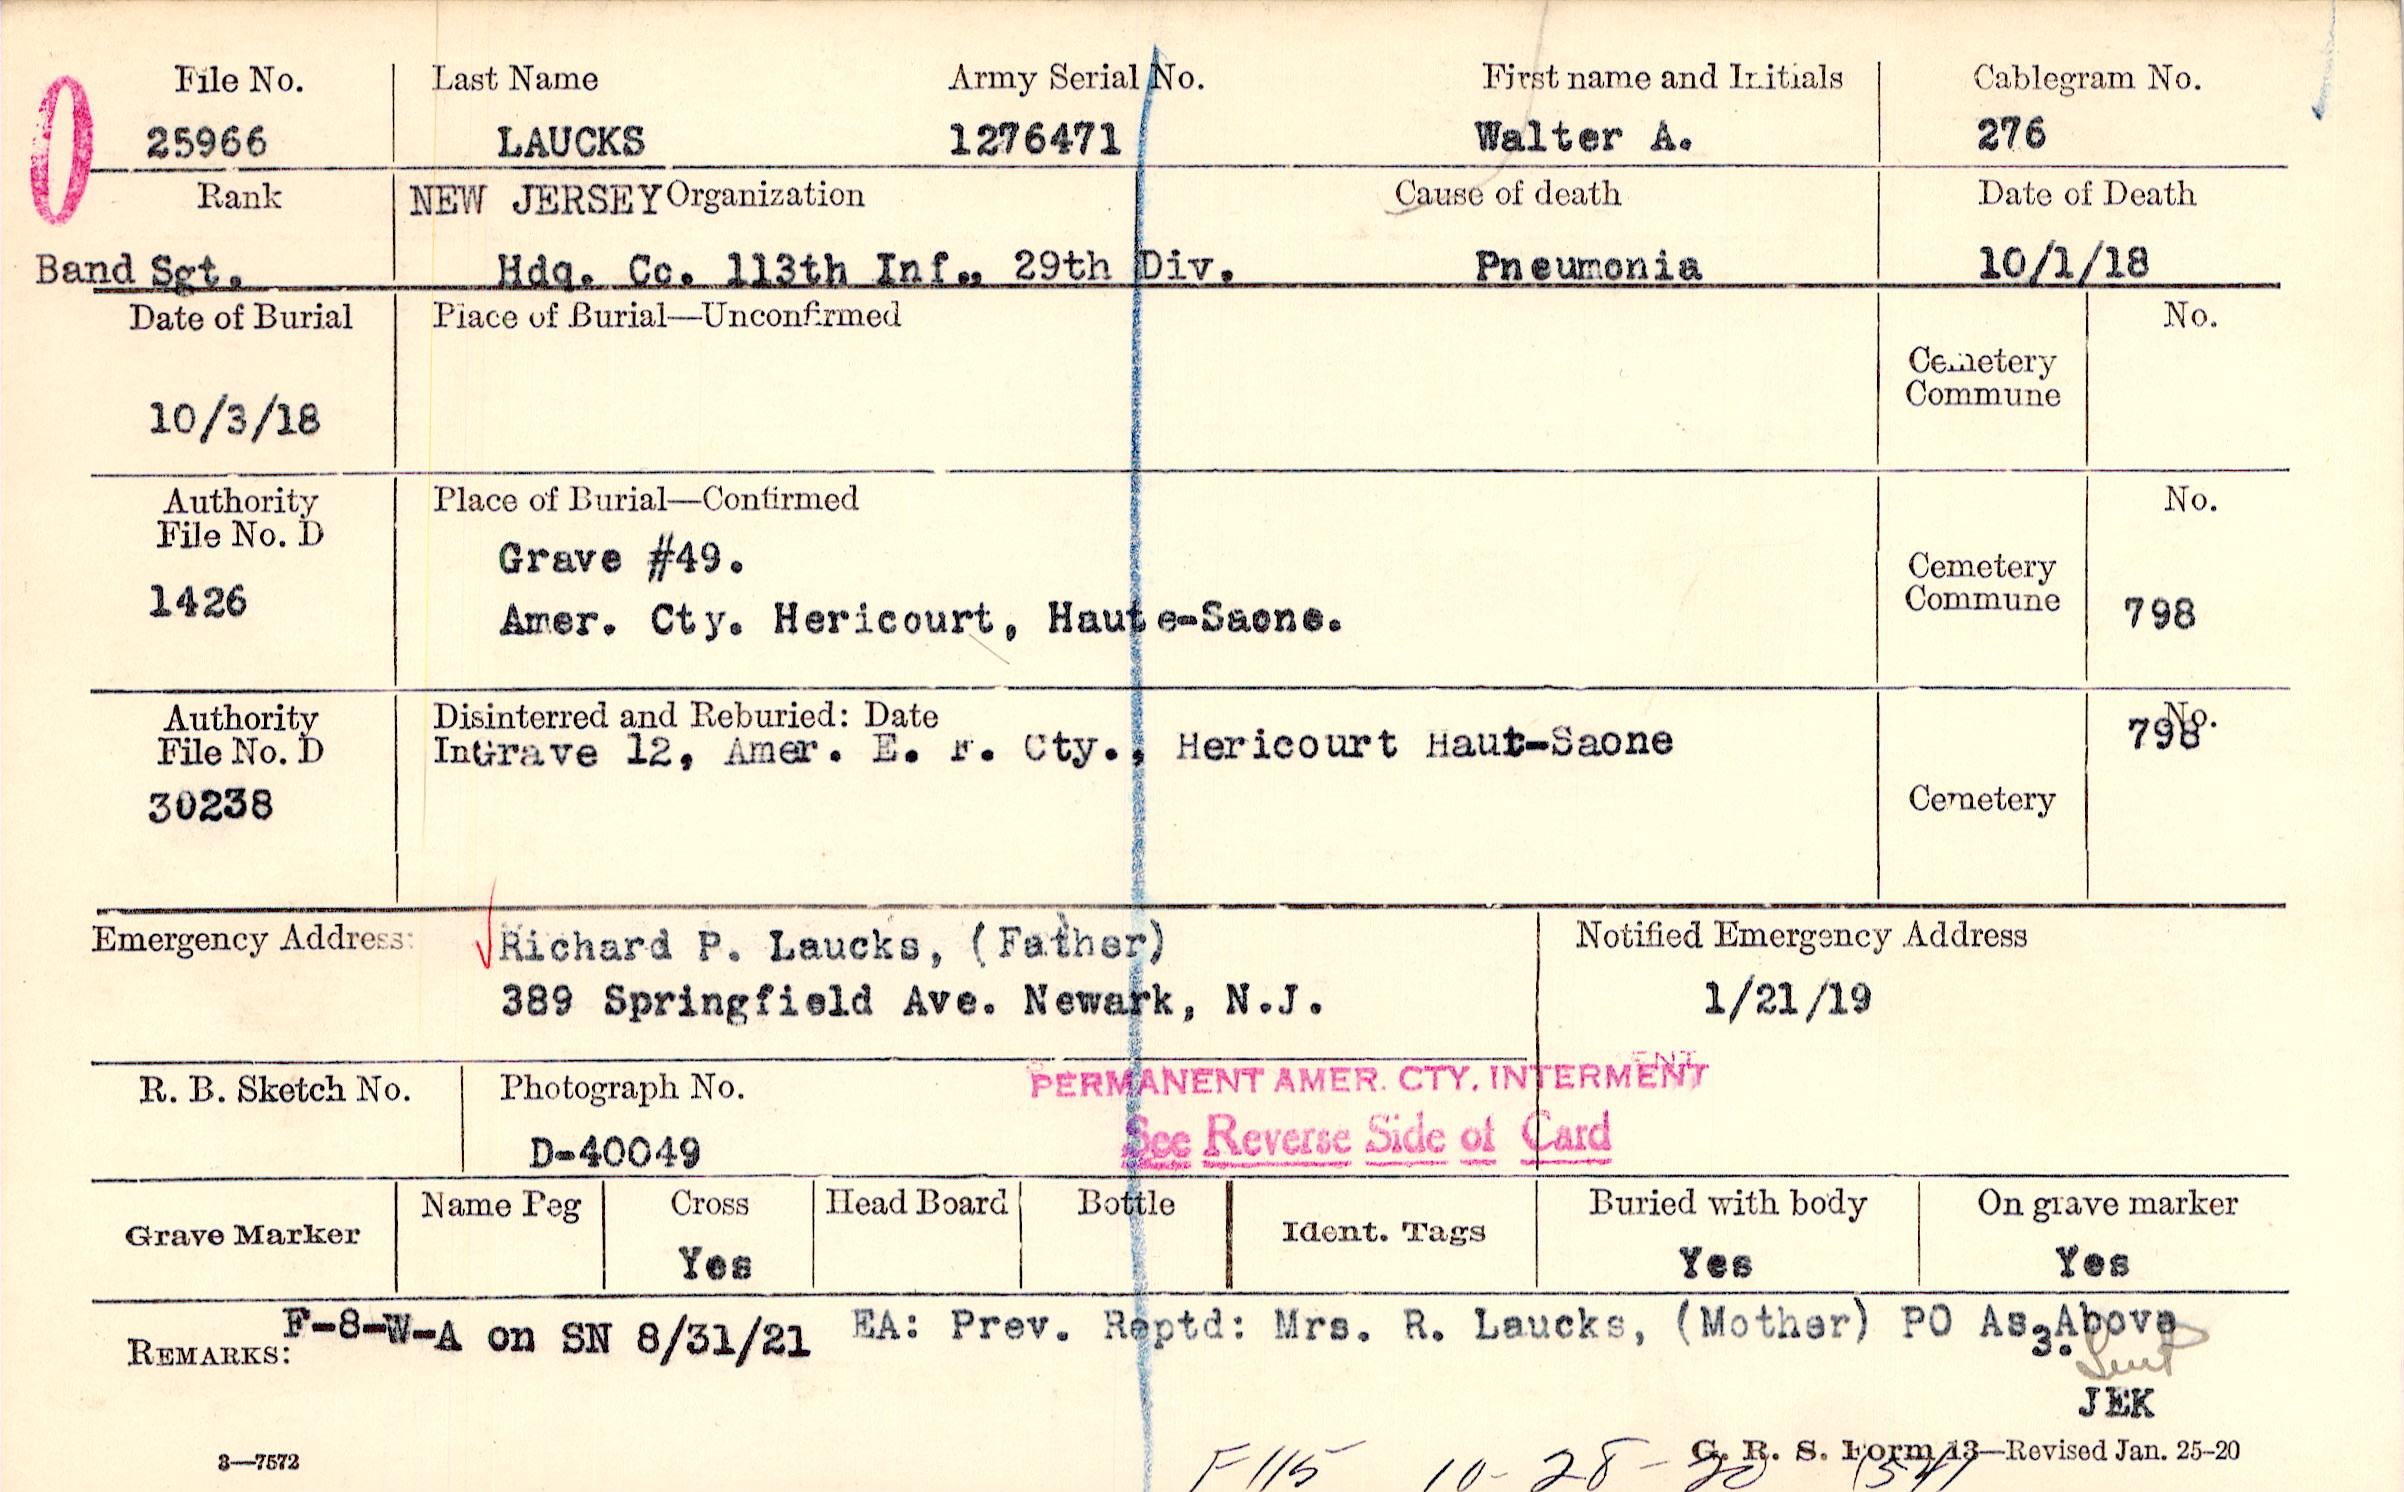 File No. Last Name Army Serial No. First name and Initials Cablegram No.
25966 LAUCKS 1276471 Walter A. 276
Rank NEW JERSEY Organization Cause of death Date of Death
Band Sgt. Hdq. Co. 113th Inf., 29th Div. Pneumonia 10/1/18
Date of Burial Place of Burial—Unconfirmed No.
Cemetery
Commune
10/3/18
Authority Place of Burial—Confirmed No.
File No. D
Grave #49.
Cemetery
1426 Commune 798
Amer. Cty. Hericourt, Haute-Saone.
Authority Disinterred and Reburied: Date No.
File No. D In Grave 12, Amer. E. F. Cty., Hericourt Haut-Saone 798
30238 Cemetery
Emergency Address: Richard P. Laucks, (Father) Notified Emergency Address
389 Springfield Ave. Newark, N.J. 1/21/19
R. B. Sketch No. Photograph No. PERMANENT AMER. CTY. INTERMENT
D-40049 See Reverse Side of Card
Grave Marker Name Peg Cross Head Board Bottle Ident. Tags Buried with body On grave marker
Yes Yes Yes
REMARKS: F-8-W-A on SN 8/31/21 EA: Prev. Reptd: Mrs. R. Laucks, (Mother) PO As Above
3.
JEK
3—7572 G. R. S. Form 13—Revised Jan. 25-20
F115 10-28-20